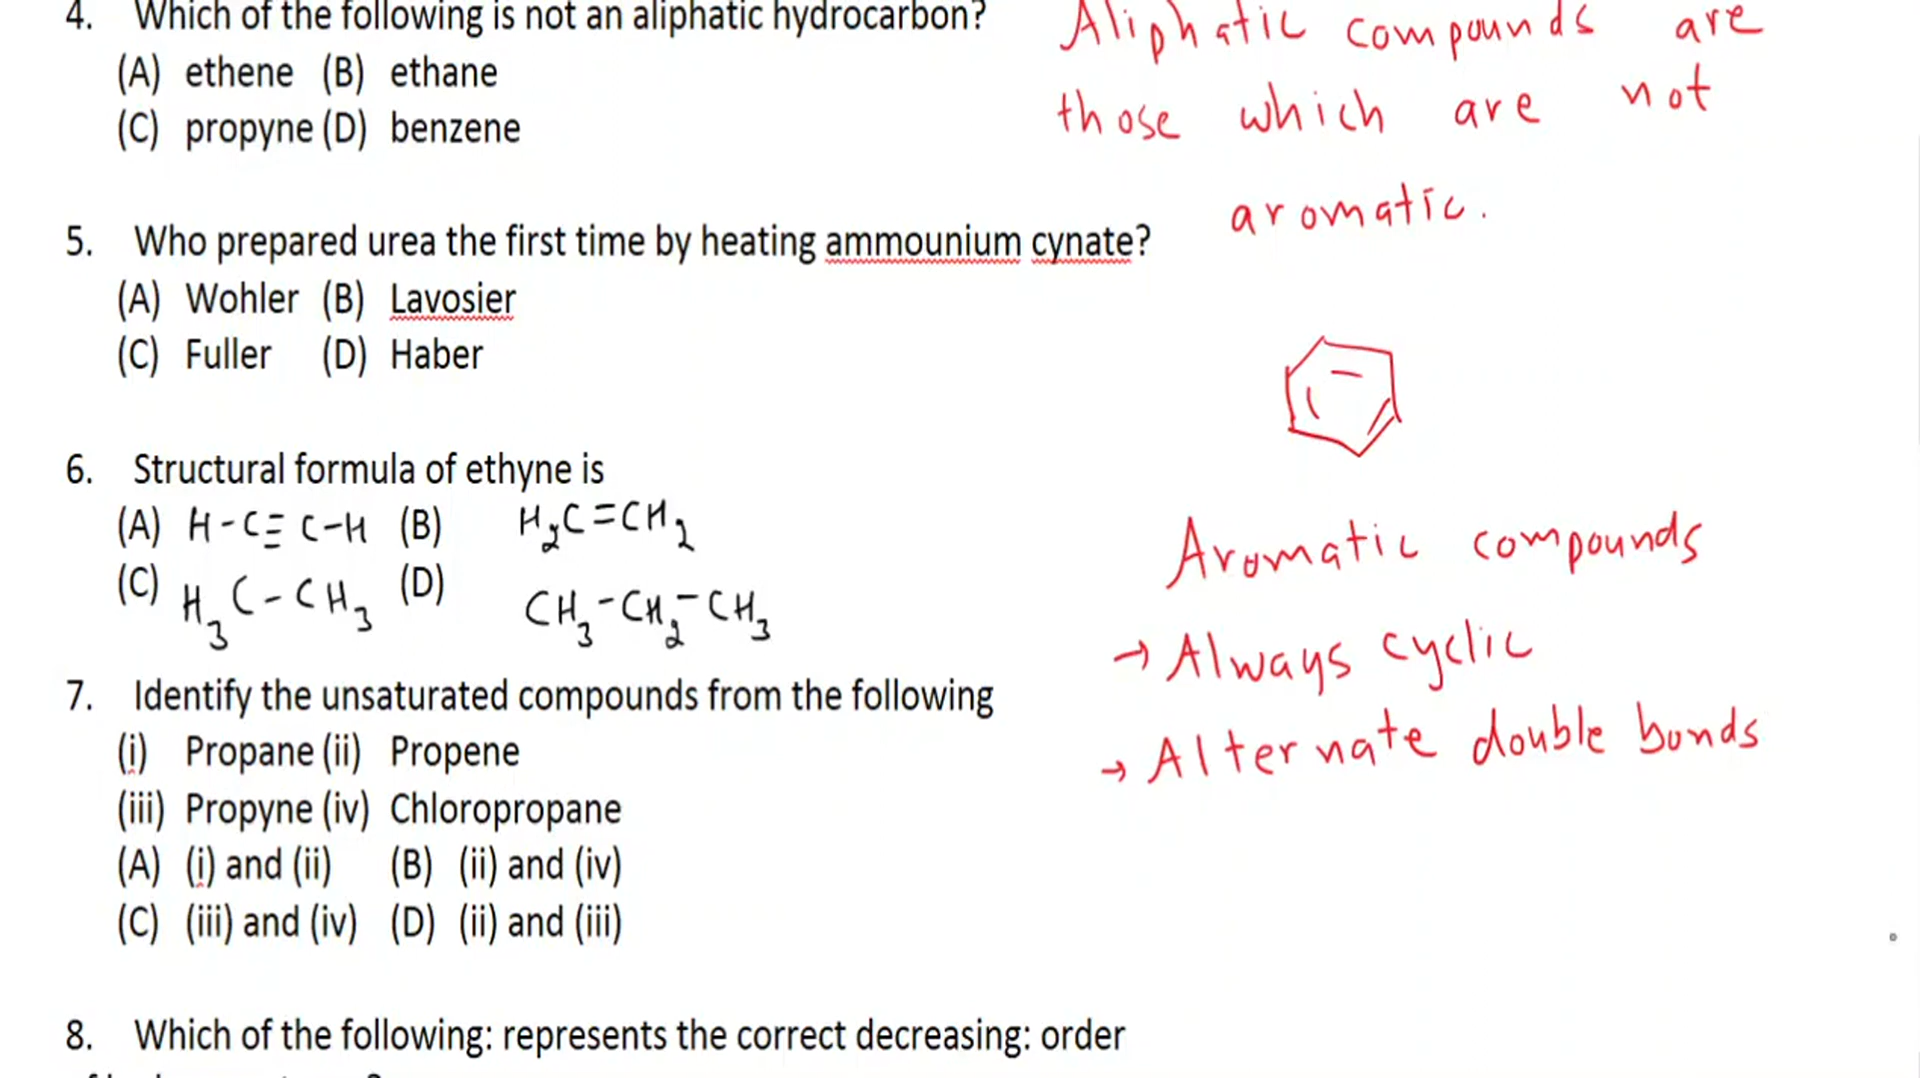 4. Which of the following is not an aliphatic hydrocarbon?
(A) ethene (B) ethane
(C) propyne (D) benzene
5. Who prepared urea the first time by heating ammounium cynate?
(A) Wohler (B) Lavosier
(C) Fuller (D) Haber
6. Structural formula of ethyne is
(A) H-C≡C-H (B) H₂C=CH₂
(C) H₃C-CH₃ (D) CH₃-CH₂-CH₃
7. Identify the unsaturated compounds from the following
(i) Propane (ii) Propene
(iii) Propyne (iv) Chloropropane
(A) (i) and (ii) (B) (ii) and (iv)
(C) (iii) and (iv) (D) (ii) and (iii)
8. Which of the following: represents the correct decreasing: order
Aliphatic compounds are
those which are not
aromatic.
Aromatic compounds
→ Always cyclic
→ Alternate double bonds